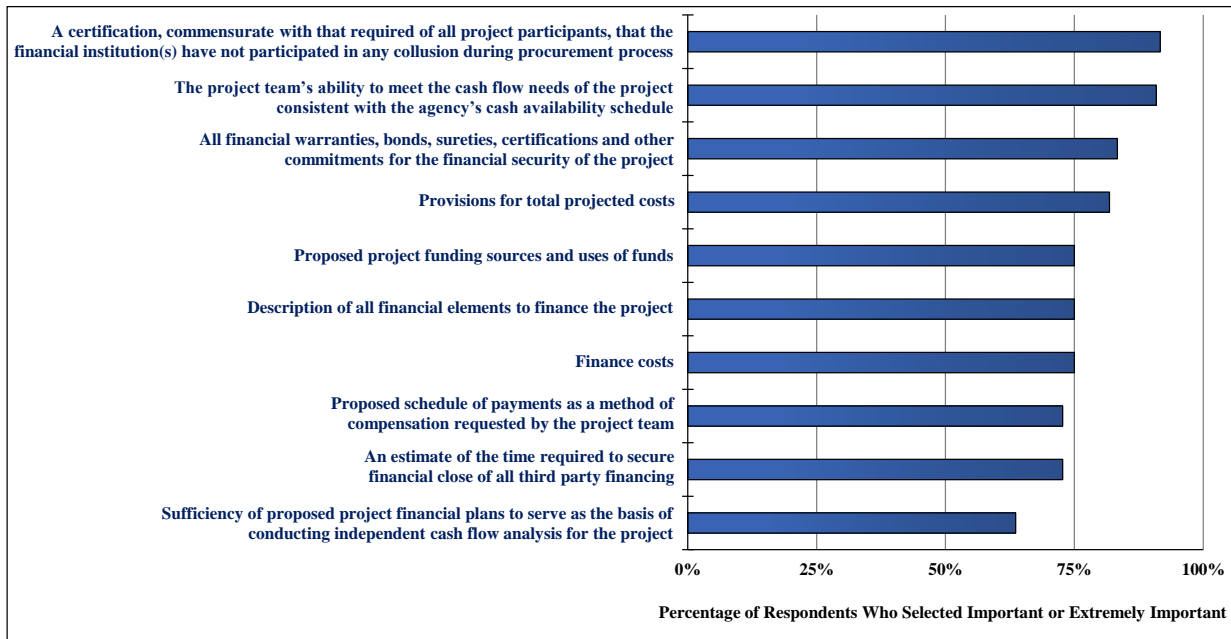 A certification, commensurate with that required of all project participants, that the
financial institution(s) have not participated in any collusion during procurement process
The project team’s ability to meet the cash flow needs of the project
consistent with the agency’s cash availability schedule
All financial warranties, bonds, sureties, certifications and other
commitments for the financial security of the project
Provisions for total projected costs
Proposed project funding sources and uses of funds
Description of all financial elements to finance the project
Finance costs
Proposed schedule of payments as a method of
compensation requested by the project team
An estimate of the time required to secure
financial close of all third party financing
Sufficiency of proposed project financial plans to serve as the basis of
conducting independent cash flow analysis for the project
0% 25% 50% 75% 100%
Percentage of Respondents Who Selected Important or Extremely Important